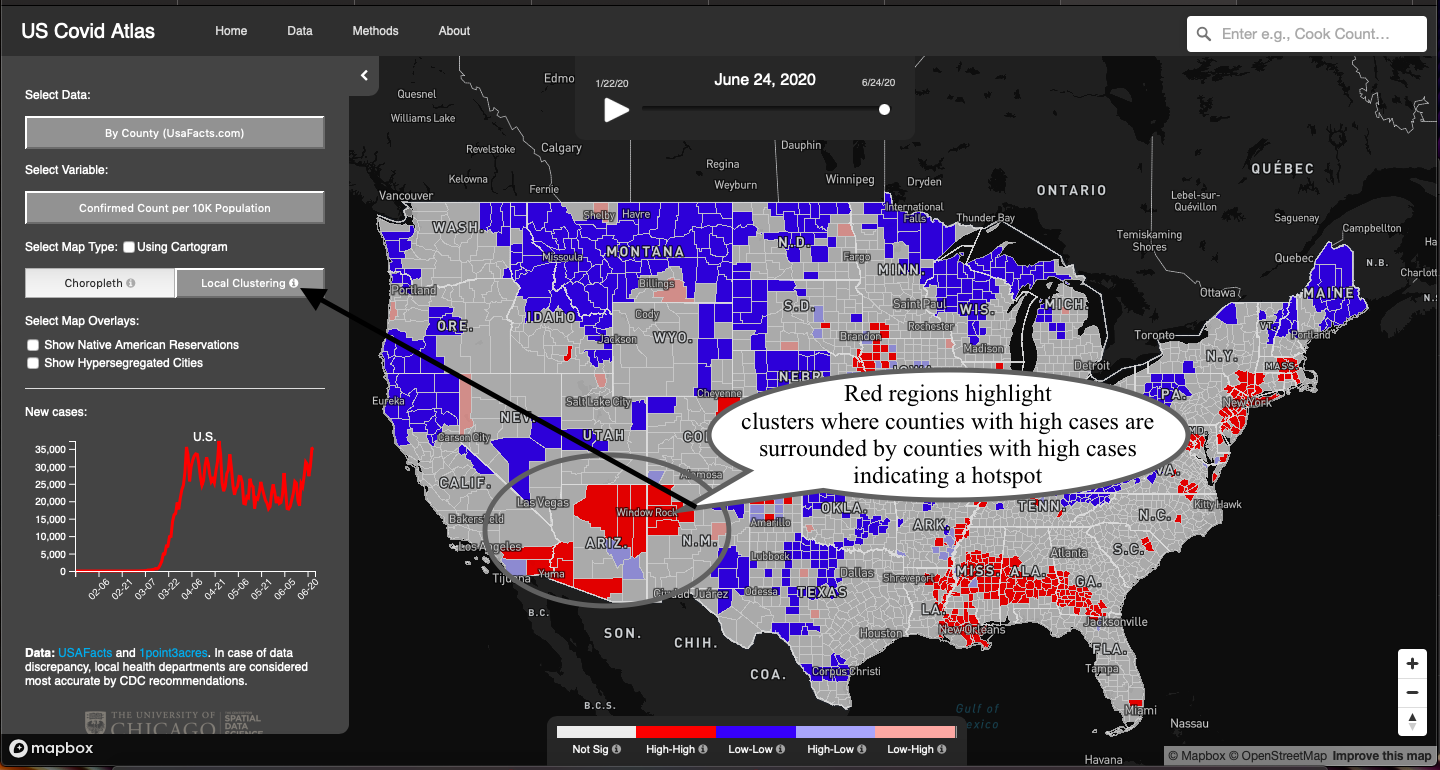 US Covid Atlas
Home
Data
Methods
About
Enter e.g., Cook Count…
Select Data:
By County (UsaFacts.com)
Select Variable:
Confirmed Count per 10K Population
Select Map Type: Using Cartogram
Choropleth
Local Clustering
Select Map Overlays:
Show Native American Reservations
Show Hypersegregated Cities
New cases:
U.S.
35,000
30,000
25,000
20,000
15,000
10,000
5,000
0
02-06
02-21
03-07
03-22
04-06
04-21
05-06
05-21
06-05
06-20
Data: USAFacts and 1point3acres. In case of data
discrepancy, local health departments are considered
most accurate by CDC recommendations.
THE UNIVERSITY OF
CHICAGO
SPATIAL
DATA
mapbox
1/22/20
June 24, 2020
6/24/20
Edmo
Quesnel
Williams Lake
Revelstoke
Calgary
Kelowna
Fernie
Vancouver
Dauphin
Regina
Weyburn
Winnipeg
Dryden
International
Falls
Thunder Bay
ONTARIO
QUÉBEC
Lebel-sur-
Quévillon
Temiskaming
Shores
Saguenay
Campbellton
Quebec
N.B.
Charlott
Ottawa
MAINE
Portland
VT.
Toronto
N.Y.
MASS.
New York
PA.
MD.
VA.
Kitty Hawk
N.C.
S.C.
TENN.
Atlanta
GA.
ALA.
MISS.
Jacksonville
FLA.
Tampa
Miami
Nassau
Havana
WASH.
Shelby
Havre
MONTANA
Missoula
Billings
Portland
ORE.
IDAHO
Cody
Jackson
WYO.
N.D.
Fargo
MINN.
S.D.
Saint Paul
WIS.
MICH.
Brandon
Rochester
Madison
Detroit
IOWA
NEBR.
Cheyenne
Eureka
NEV.
Salt Lake City
Carson City
UTAH
COL
Alamosa
CALIF.
Las Vegas
Bakersfield
Los Angeles
Tijuana
Yuma
ARIZ.
Window Rock
N.M.
Ciudad Juárez
Amarillo
Lubbock
Odessa
OKLA.
ARK.
Dallas
Shreveport
TEXAS
LA.
New Orleans
Houston
Corpus Christi
B.C.
SON.
CHIH.
COA.
B.C.S.
Gulf of
Mexico
Red regions highlight
clusters where counties with high cases are
surrounded by counties with high cases
indicating a hotspot
Not Sig
High-High
Low-Low
High-Low
Low-High
© Mapbox © OpenStreetMap Improve this map